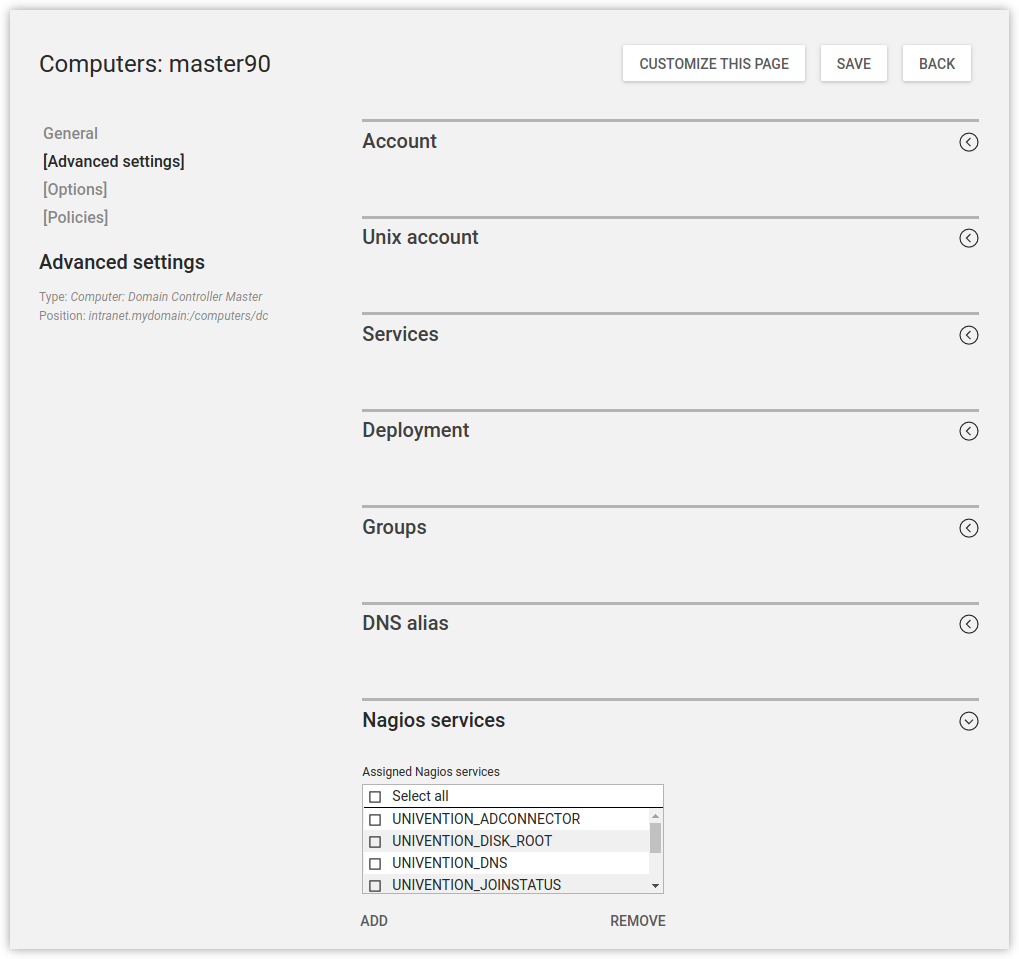 Computers: master90
CUSTOMIZE THIS PAGE
SAVE
BACK
General
[Advanced settings]
[Options]
[Policies]
Advanced settings
Type: Computer: Domain Controller Master
Position: intranet.mydomain:/computers/dc
Account
Unix account
Services
Deployment
Groups
DNS alias
Nagios services
Assigned Nagios services
Select all
UNIVENTION_ADCONNECTOR
UNIVENTION_DISK_ROOT
UNIVENTION_DNS
UNIVENTION_JOINSTATUS
ADD
REMOVE